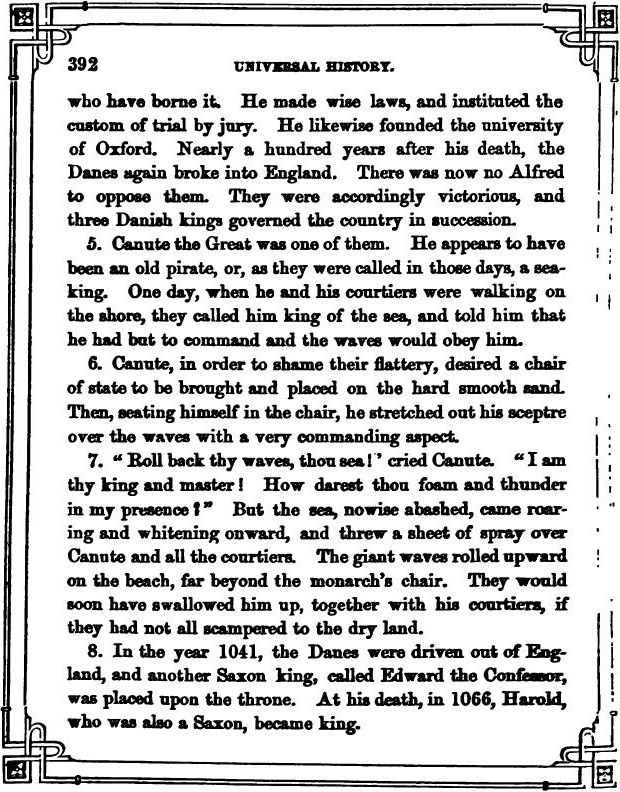 392 UNIVERSAL HISTORY.
who have borne it. He made wise laws, and instituted the
custom of trial by jury. He likewise founded the university
of Oxford. Nearly a hundred years after his death, the
Danes again broke into England. There was now no Alfred
to oppose them. They were accordingly victorious, and
three Danish kings governed the country in succession.
5. Canute the Great was one of them. He appears to have
been an old pirate, or, as they were called in those days, a sea-
king. One day, when he and his courtiers were walking on
the shore, they called him king of the sea, and told him that
he had but to command and the waves would obey him.
6. Canute, in order to shame their flattery, desired a chair
of state to be brought and placed on the hard smooth sand.
Then, seating himself in the chair, he stretched out his sceptre
over the waves with a very commanding aspect.
7. “ Roll back thy waves, thou sea!” cried Canute. “ I am
thy king and master! How darest thou foam and thunder
in my presence?” But the sea, nowise abashed, came roar-
ing and whitening onward, and threw a sheet of spray over
Canute and all the courtiers. The giant waves rolled upward
on the beach, far beyond the monarch’s chair. They would
soon have swallowed him up, together with his courtiers, if
they had not all scampered to the dry land.
8. In the year 1041, the Danes were driven out of Eng-
land, and another Saxon king, called Edward the Confessor,
was placed upon the throne. At his death, in 1066, Harold,
who was also a Saxon, became king.